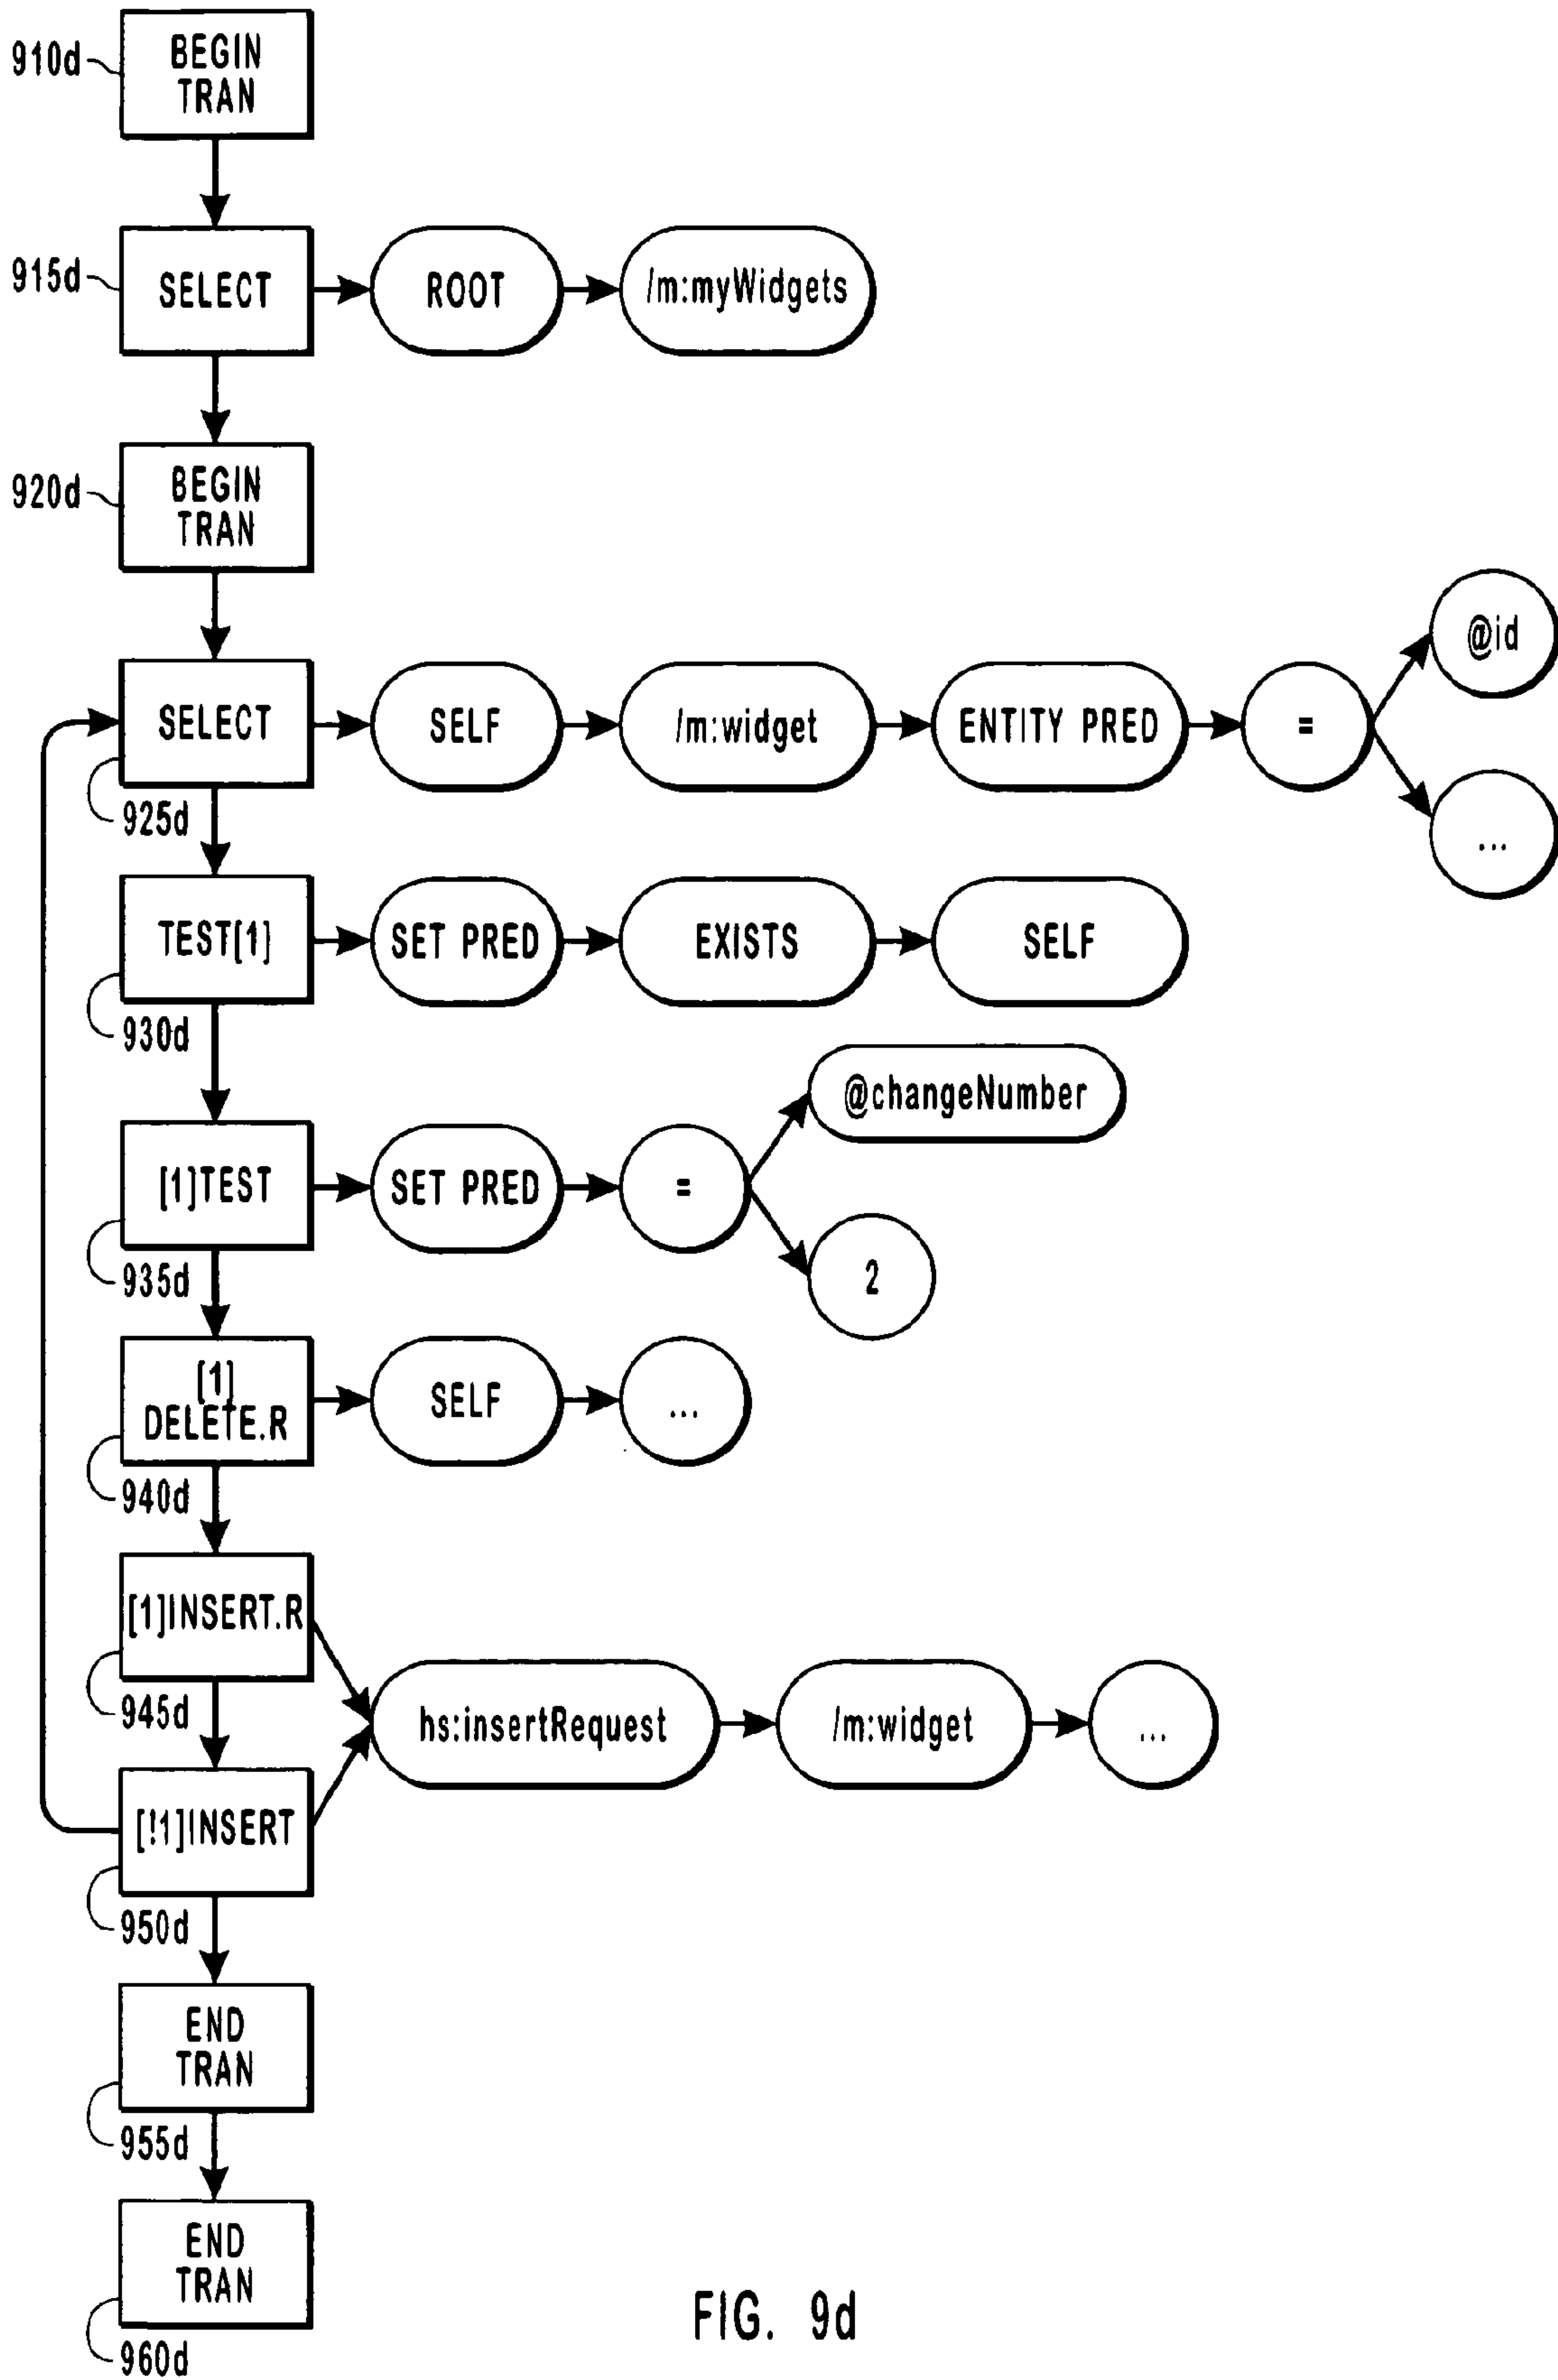 910d
BEGIN
TRAN
915d
SELECT
ROOT
/m:myWidgets
920d
BEGIN
TRAN
SELECT
SELF
/m:widget
ENTITY PRED
=
@id
...
925d
TEST[1]
SET PRED
EXISTS
SELF
930d
[1]TEST
SET PRED
=
@changeNumber
2
935d
[1]
DELETE.R
SELF
...
940d
[1]INSERT.R
945d
hs:insertRequest
/m:widget
...
[!1]INSERT
950d
END
TRAN
955d
END
TRAN
960d
FIG. 9d